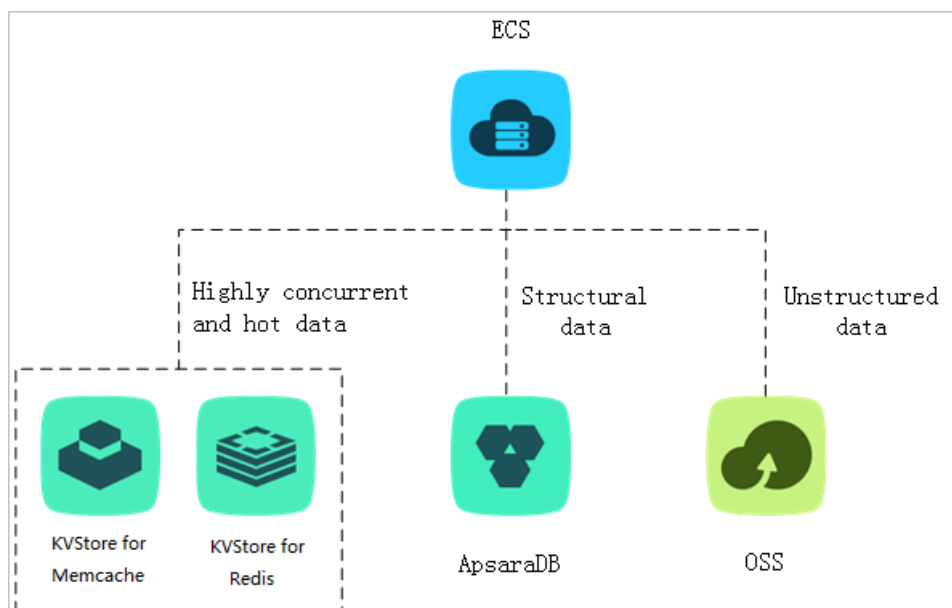 ECS
Highly concurrent
and hot data
Structural
data
Unstructured
data
KVStore for
Memcache
KVStore for
Redis
ApsaraDB
OSS